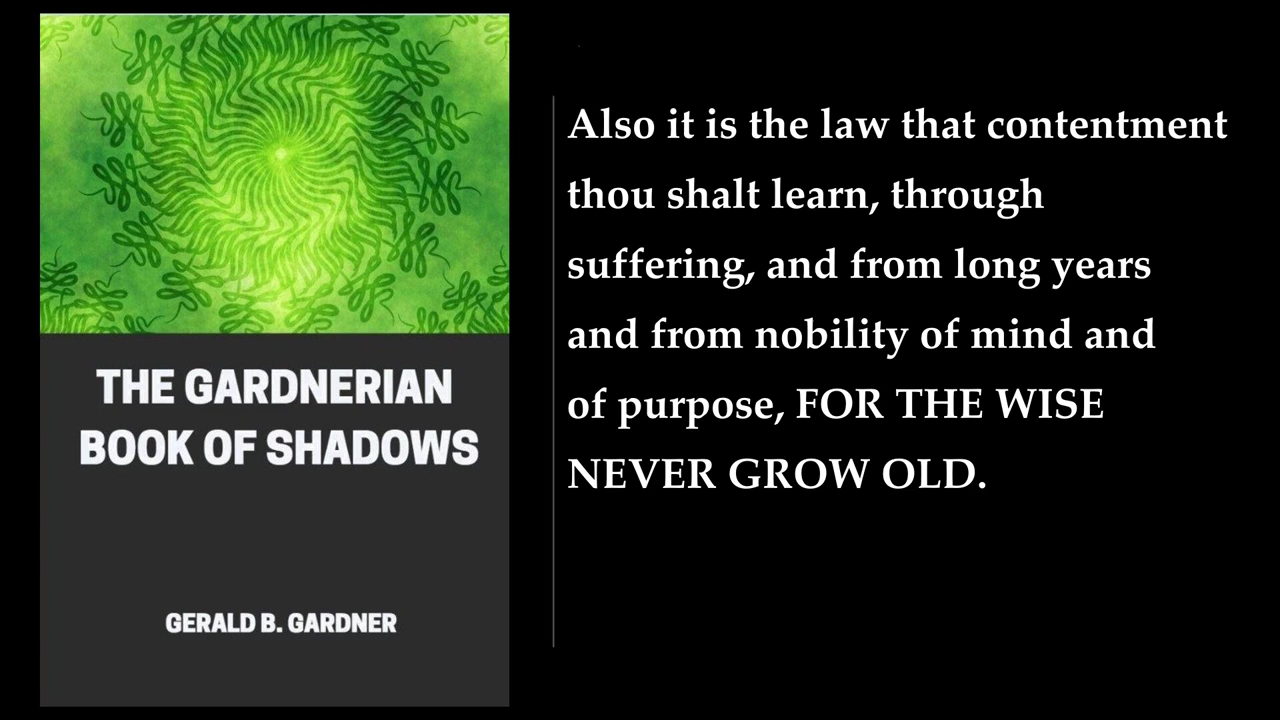 THE GARDNERIAN
BOOK OF SHADOWS
GERALD B. GARDNER
Also it is the law that contentment
thou shalt learn, through
suffering, and from long years
and from nobility of mind and
of purpose, FOR THE WISE
NEVER GROW OLD.